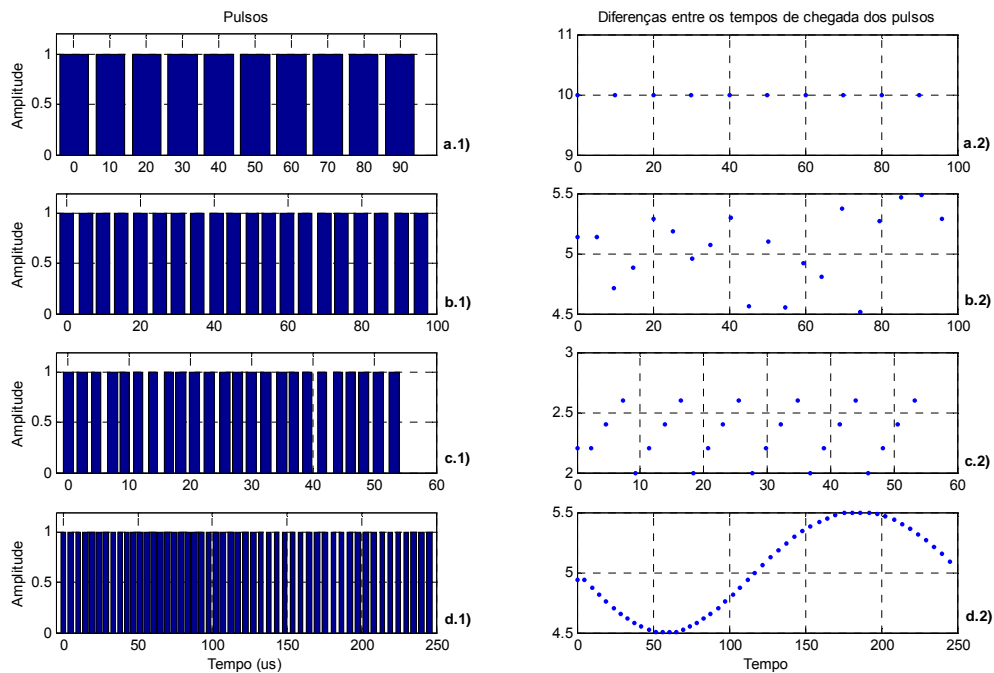 Pulsos
Diferenças entre os tempos de chegada dos pulsos
Amplitude
1
0.5
0
0 10 20 30 40 50 60 70 80 90
a.1)
11
10
9
0 20 40 60 80 100
a.2)
Amplitude
1
0.5
0
0 20 40 60 80 100
b.1)
5.5
5
4.5
0 20 40 60 80 100
b.2)
Amplitude
1
0.5
0
0 10 20 30 40 50 60
c.1)
3
2.5
2
0 10 20 30 40 50 60
c.2)
Amplitude
1
0.5
0
0 50 100 150 200 250
d.1)
Tempo (us)
5.5
5
4.5
0 50 100 150 200 250
d.2)
Tempo